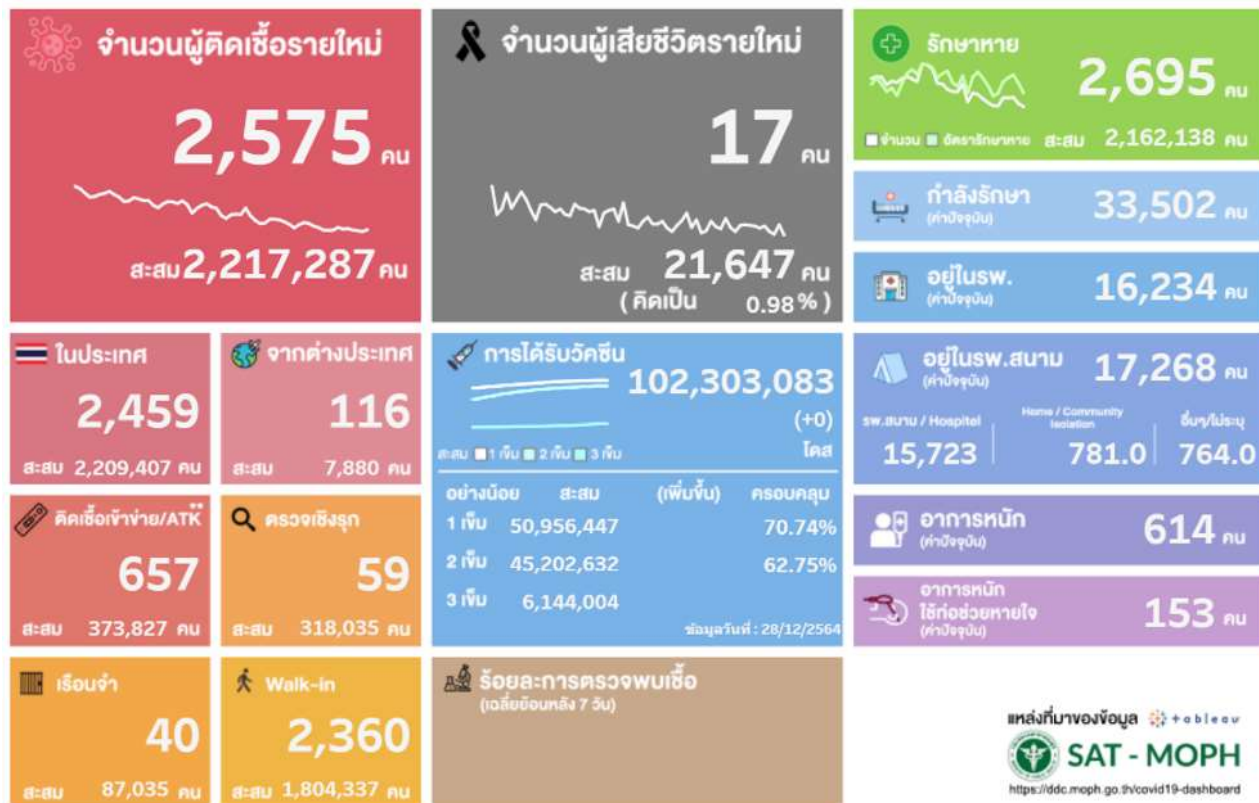 จำนวนผู้ติดเชื้อรายใหม่
2,575 คน
สะสม 2,217,287 คน
จำนวนผู้เสียชีวิตรายใหม่
17 คน
สะสม 21,647 คน
(คิดเป็น 0.98%)
รักษาหาย
2,695 คน
จำนวน อัตรารักษาหาย สะสม 2,162,138 คน
กำลังรักษา
(ค่าปัจจุบัน)
33,502 คน
อยู่ในรพ.
(ค่าปัจจุบัน)
16,234 คน
ในประเทศ
2,459
สะสม 2,209,407 คน
จากต่างประเทศ
116
สะสม 7,880 คน
การได้รับวัคซีน
102,303,083
(+0)
สะสม 1 เข็ม 2 เข็ม 3 เข็ม โดส
อย่างน้อย สะสม (เพิ่มขึ้น) ครอบคลุม
1 เข็ม 50,956,447 70.74%
2 เข็ม 45,202,632 62.75%
3 เข็ม 6,144,004
ข้อมูลวันที่ : 28/12/2564
อยู่ในรพ.สนาม
(ค่าปัจจุบัน)
17,268 คน
รพ.สนาม / Hospitel
15,723
Home / Community
Isolation
781.0
อื่นๆ/ไม่ระบุ
764.0
ติดเชื้อเข้าข่าย/ATK**
657
สะสม 373,827 คน
ตรวจเชิงรุก
59
สะสม 318,035 คน
อาการหนัก
(ค่าปัจจุบัน)
614 คน
อาการหนัก
ใช้ท่อช่วยหายใจ
(ค่าปัจจุบัน)
153 คน
เรือนจำ
40
สะสม 87,035 คน
Walk-in
2,360
สะสม 1,804,337 คน
ร้อยละการตรวจพบเชื้อ
(เฉลี่ยย้อนหลัง 7 วัน)
แหล่งที่มาของข้อมูล +ableau
SAT - MOPH
https://ddc.moph.go.th/covid19-dashboard